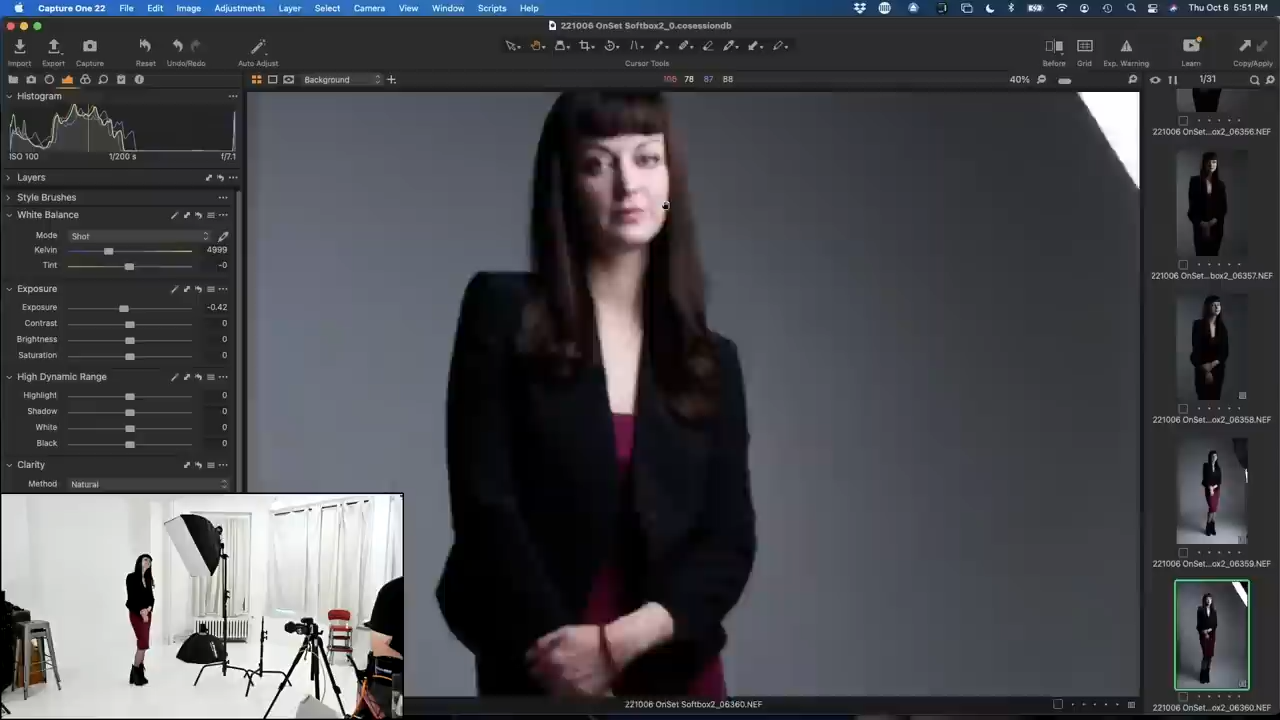 Capture One 22 File Edit Image Adjustments Layer Select Camera View Window Scripts Help Thu Oct 6 5:51 PM
221006 OnSet Softbox2_0.cosessiondb
Import Export Capture Reset Undo/Redo Auto Adjust Cursor Tools Before Grid Exp. Warning Learn Copy/Apply
Background 106 78 87 88 40% 1/31
Histogram
ISO 100 1/200 s f/7.1
Layers
Style Brushes
White Balance
Mode Shot
Kelvin 4999
Tint -0
Exposure
Exposure -0.42
Contrast 0
Brightness 0
Saturation 0
High Dynamic Range
Highlight 0
Shadow 0
White 0
Black 0
Clarity
Method Natural
221006 OnSet Softbox2_06360.NEF
221006 OnSet...ox2_06356.NEF
221006 OnSet...box2_06357.NEF
221006 OnSet...ox2_06358.NEF
221006 OnSet...ox2_06359.NEF
221006 OnSet...ox2_06360.NEF